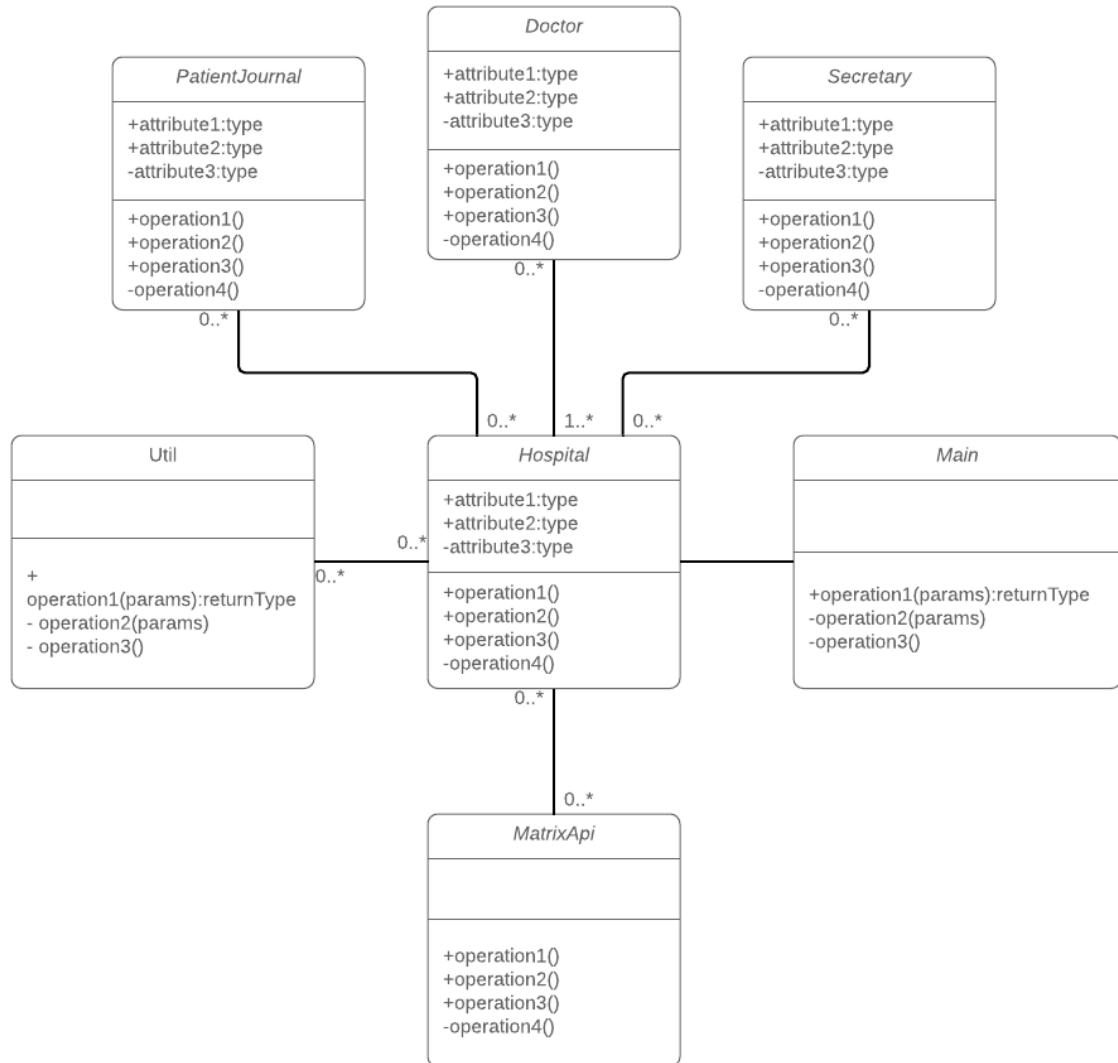 Doctor
+attribute1:type
+attribute2:type
-attribute3:type
+operation1()
+operation2()
+operation3()
-operation4()
0..*
PatientJournal
+attribute1:type
+attribute2:type
-attribute3:type
+operation1()
+operation2()
+operation3()
-operation4()
0..*
Secretary
+attribute1:type
+attribute2:type
-attribute3:type
+operation1()
+operation2()
+operation3()
-operation4()
0..*
0..*
1..*
0..*
Util
+
operation1(params):returnType
- operation2(params)
- operation3()
0..*
0..*
Hospital
+attribute1:type
+attribute2:type
-attribute3:type
+operation1()
+operation2()
+operation3()
-operation4()
0..*
Main
+operation1(params):returnType
-operation2(params)
-operation3()
0..*
MatrixApi
+operation1()
+operation2()
+operation3()
-operation4()